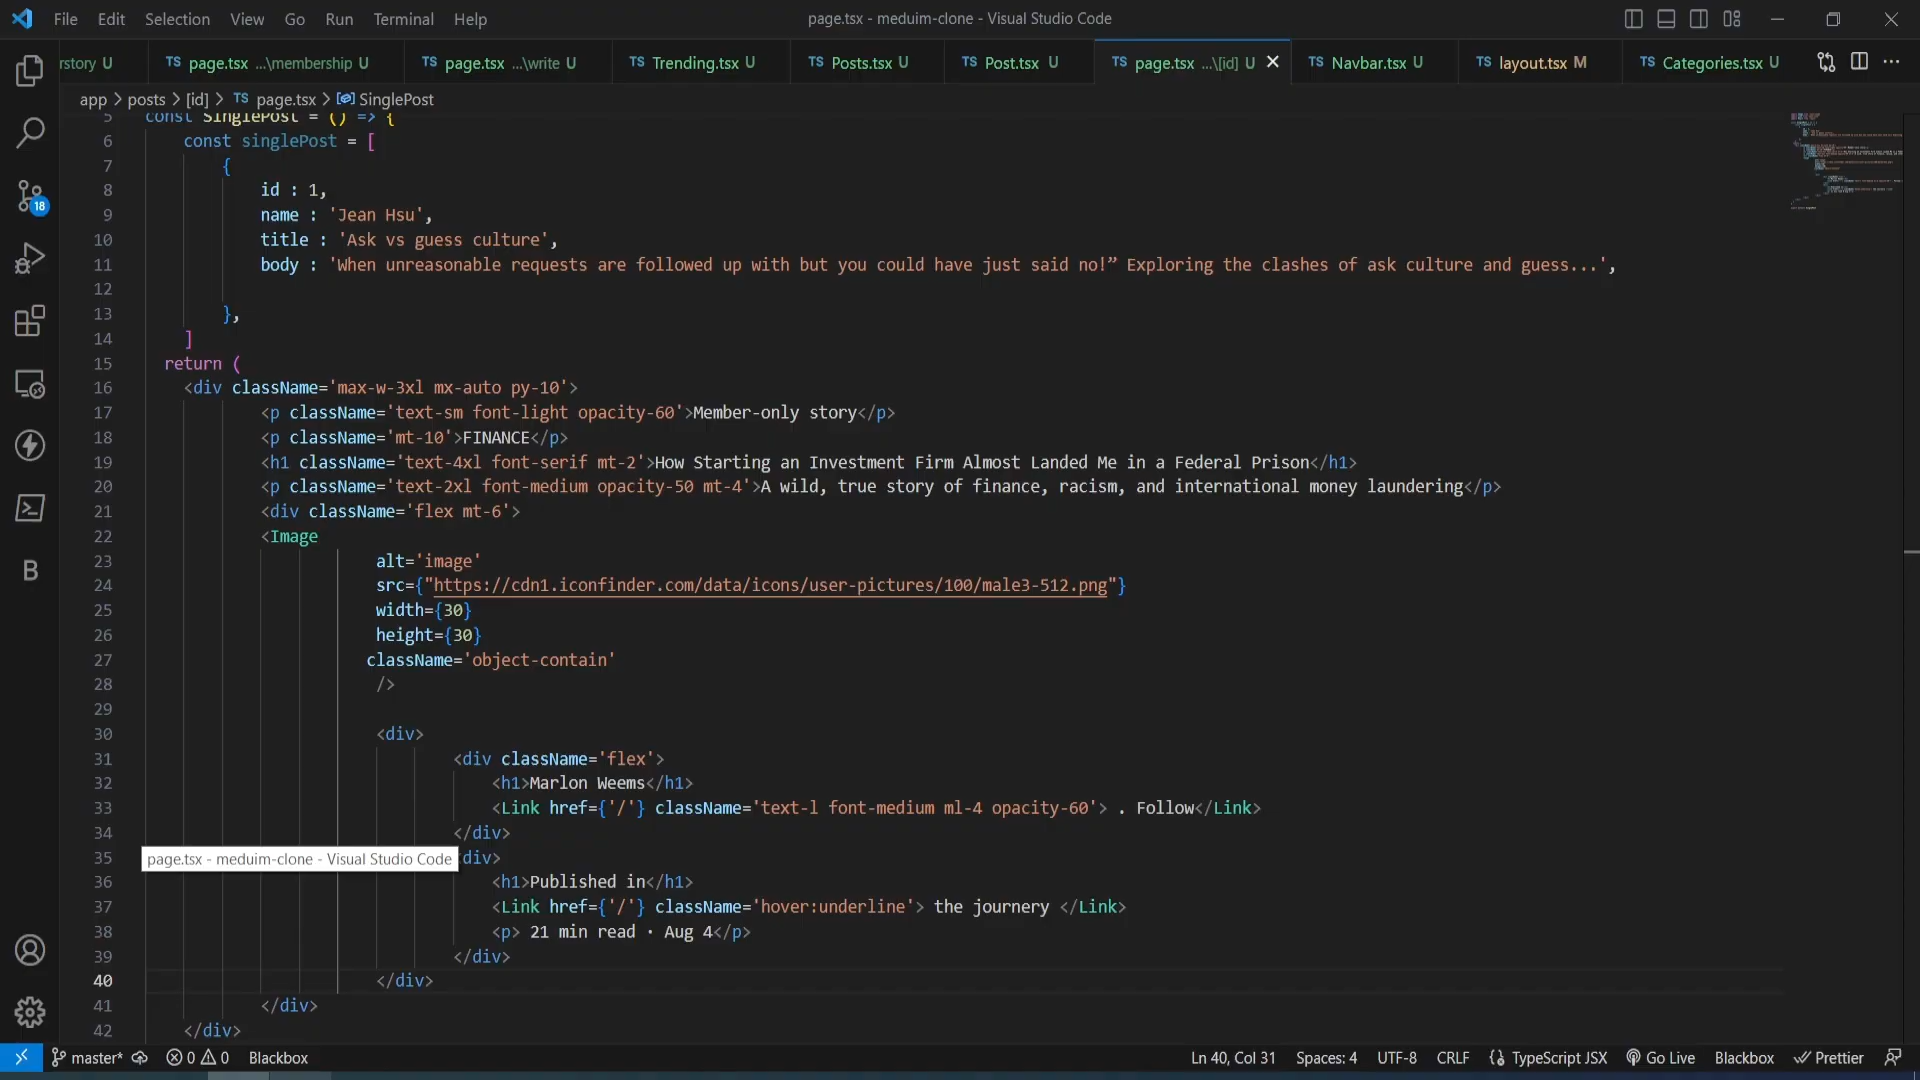 File Edit Selection View Go Run Terminal Help
page.tsx - meduim-clone - Visual Studio Code
rstory U
TS page.tsx ...\membership U
TS page.tsx ...\write U
TS Trending.tsx U
TS Posts.tsx U
TS Post.tsx U
TS page.tsx ...\[id] U
TS Navbar.tsx U
TS layout.tsx M
TS Categories.tsx U
app > posts > [id] > TS page.tsx > SinglePost
5 const SinglePost = () => {
6 const singlePost = [
7 {
8 id : 1,
9 name : 'Jean Hsu',
10 title : 'Ask vs guess culture',
11 body : 'When unreasonable requests are followed up with but you could have just said no!” Exploring the clashes of ask culture and guess...',
12
13 },
14 ]
15 return (
16 <div className='max-w-3xl mx-auto py-10'>
17 <p className='text-sm font-light opacity-60'>Member-only story</p>
18 <p className='mt-10'>FINANCE</p>
19 <h1 className='text-4xl font-serif mt-2'>How Starting an Investment Firm Almost Landed Me in a Federal Prison</h1>
20 <p className='text-2xl font-medium opacity-50 mt-4'>A wild, true story of finance, racism, and international money laundering</p>
21 <div className='flex mt-6'>
22 <Image
23 alt='image'
24 src={"https://cdn1.iconfinder.com/data/icons/user-pictures/100/male3-512.png"}
25 width={30}
26 height={30}
27 className='object-contain'
28 />
29
30 <div>
31 <div className='flex'>
32 <h1>Marlon Weems</h1>
33 <Link href={'/'} className='text-l font-medium ml-4 opacity-60'> . Follow</Link>
34 </div>
35 div>
page.tsx - meduim-clone - Visual Studio Code
36 <h1>Published in</h1>
37 <Link href={'/'} className='hover:underline'> the journery </Link>
38 <p> 21 min read · Aug 4</p>
39 </div>
40 </div>
41 </div>
42 </div>
18
B
master* 0 0 Blackbox
Ln 40, Col 31 Spaces: 4 UTF-8 CRLF {} TypeScript JSX Go Live Blackbox Prettier